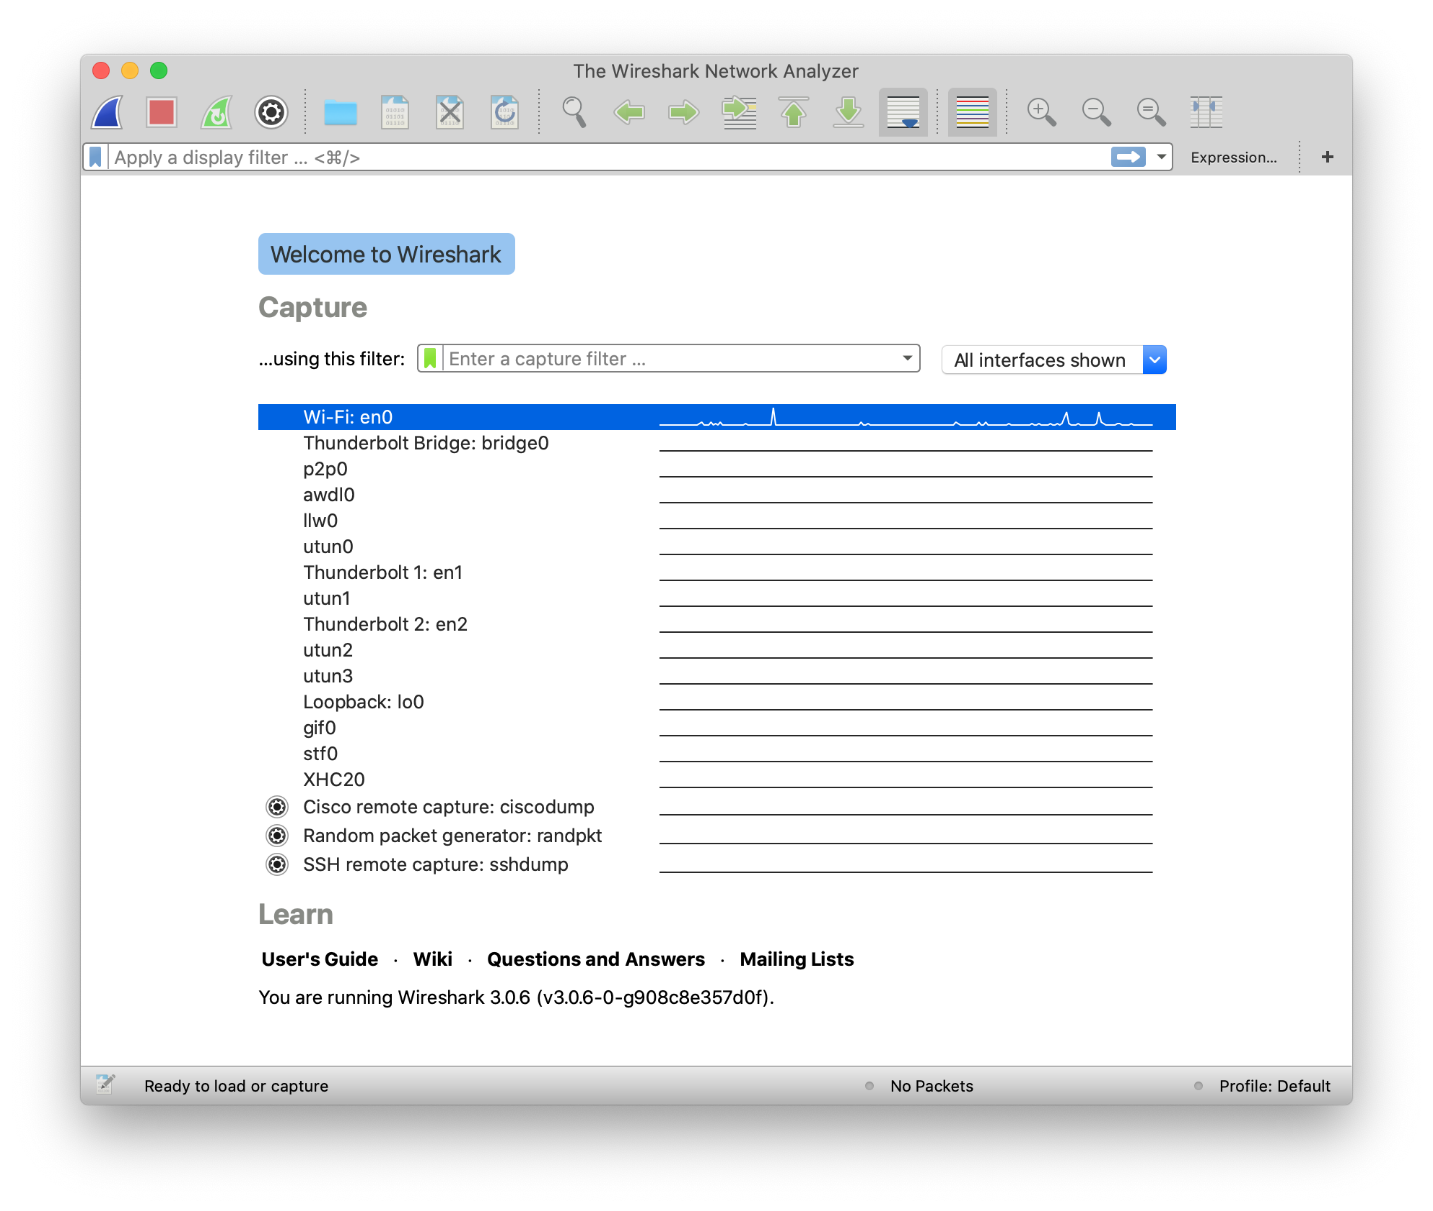 The Wireshark Network Analyzer
Apply a display filter ... <⌘/>
Expression...
+
Welcome to Wireshark
Capture
...using this filter:
Enter a capture filter ...
All interfaces shown
Wi-Fi: en0
Thunderbolt Bridge: bridge0
p2p0
awdl0
llw0
utun0
Thunderbolt 1: en1
utun1
Thunderbolt 2: en2
utun2
utun3
Loopback: lo0
gif0
stf0
XHC20
Cisco remote capture: ciscodump
Random packet generator: randpkt
SSH remote capture: sshdump
Learn
User's Guide · Wiki · Questions and Answers · Mailing Lists
You are running Wireshark 3.0.6 (v3.0.6-0-g908c8e357d0f).
Ready to load or capture
No Packets
Profile: Default